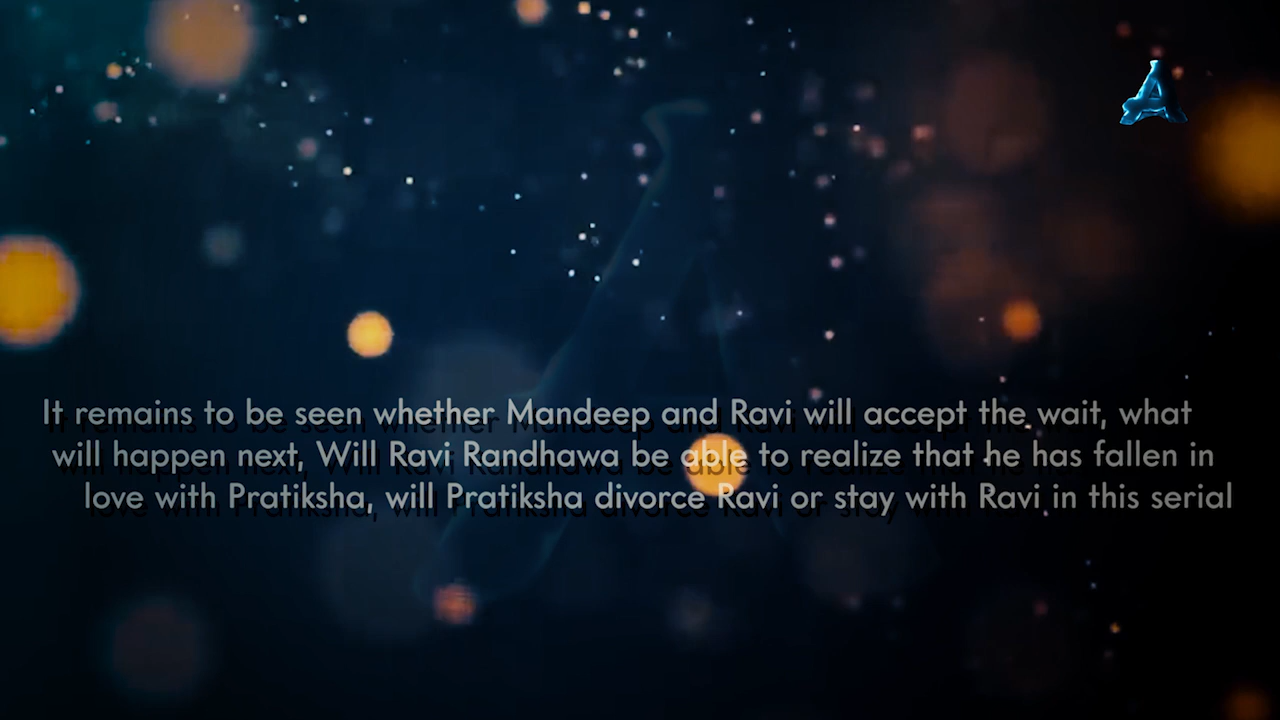 A
It remains to be seen whether Mandeep and Ravi will accept the wait, what
will happen next, Will Ravi Randhawa be able to realize that he has fallen in
love with Pratiksha, will Pratiksha divorce Ravi or stay with Ravi in this serial